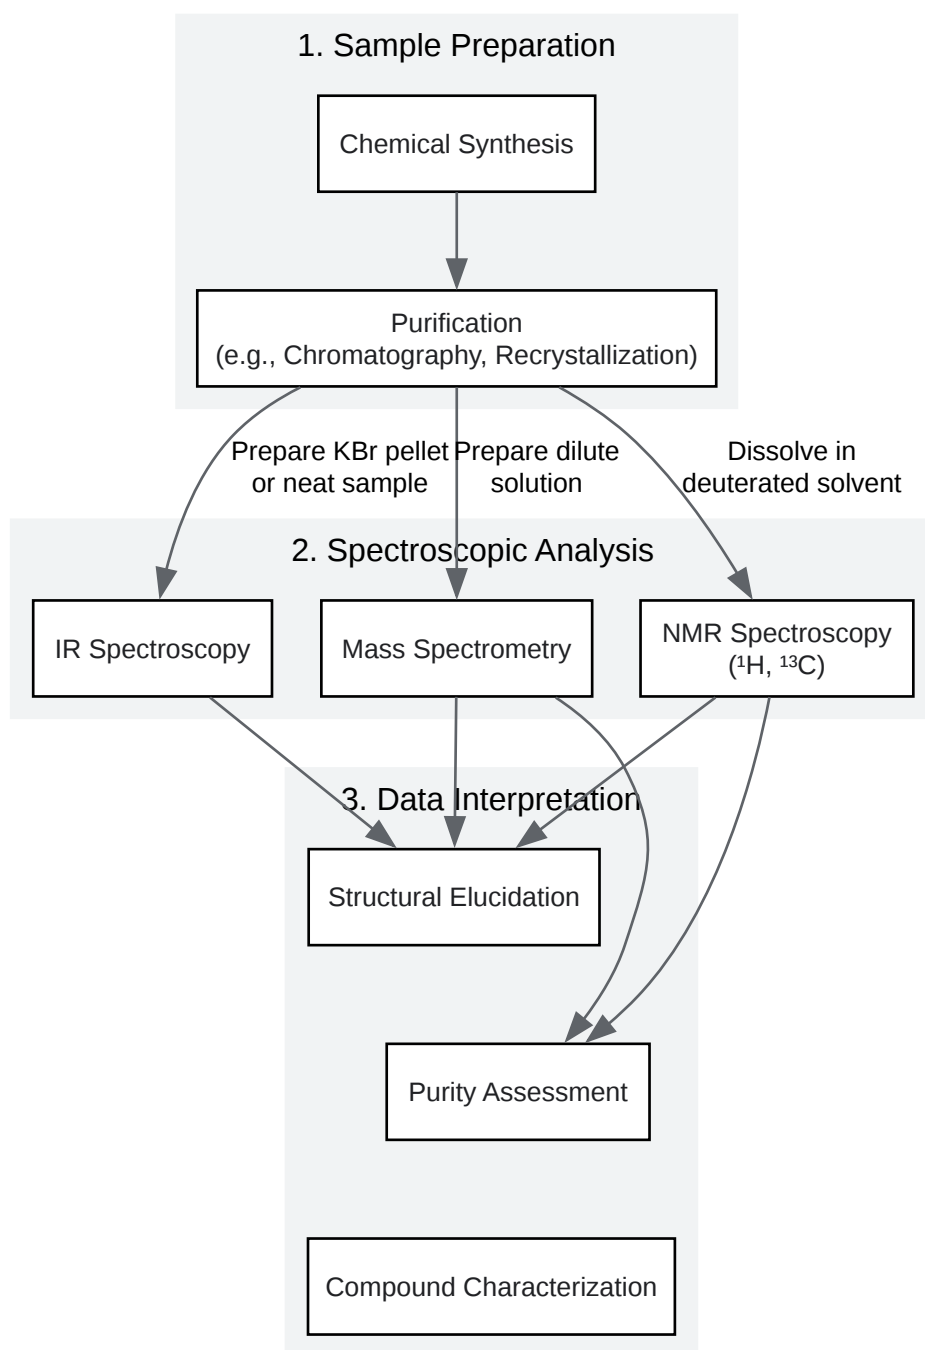 1. Sample Preparation
Chemical Synthesis
Purification
(e.g., Chromatography, Recrystallization)
Prepare KBr pellet
or neat sample
Prepare dilute
solution
Dissolve in
deuterated solvent
2. Spectroscopic Analysis
IR Spectroscopy
Mass Spectrometry
NMR Spectroscopy
(¹H, ¹³C)
3. Data Interpretation
Structural Elucidation
Purity Assessment
Compound Characterization